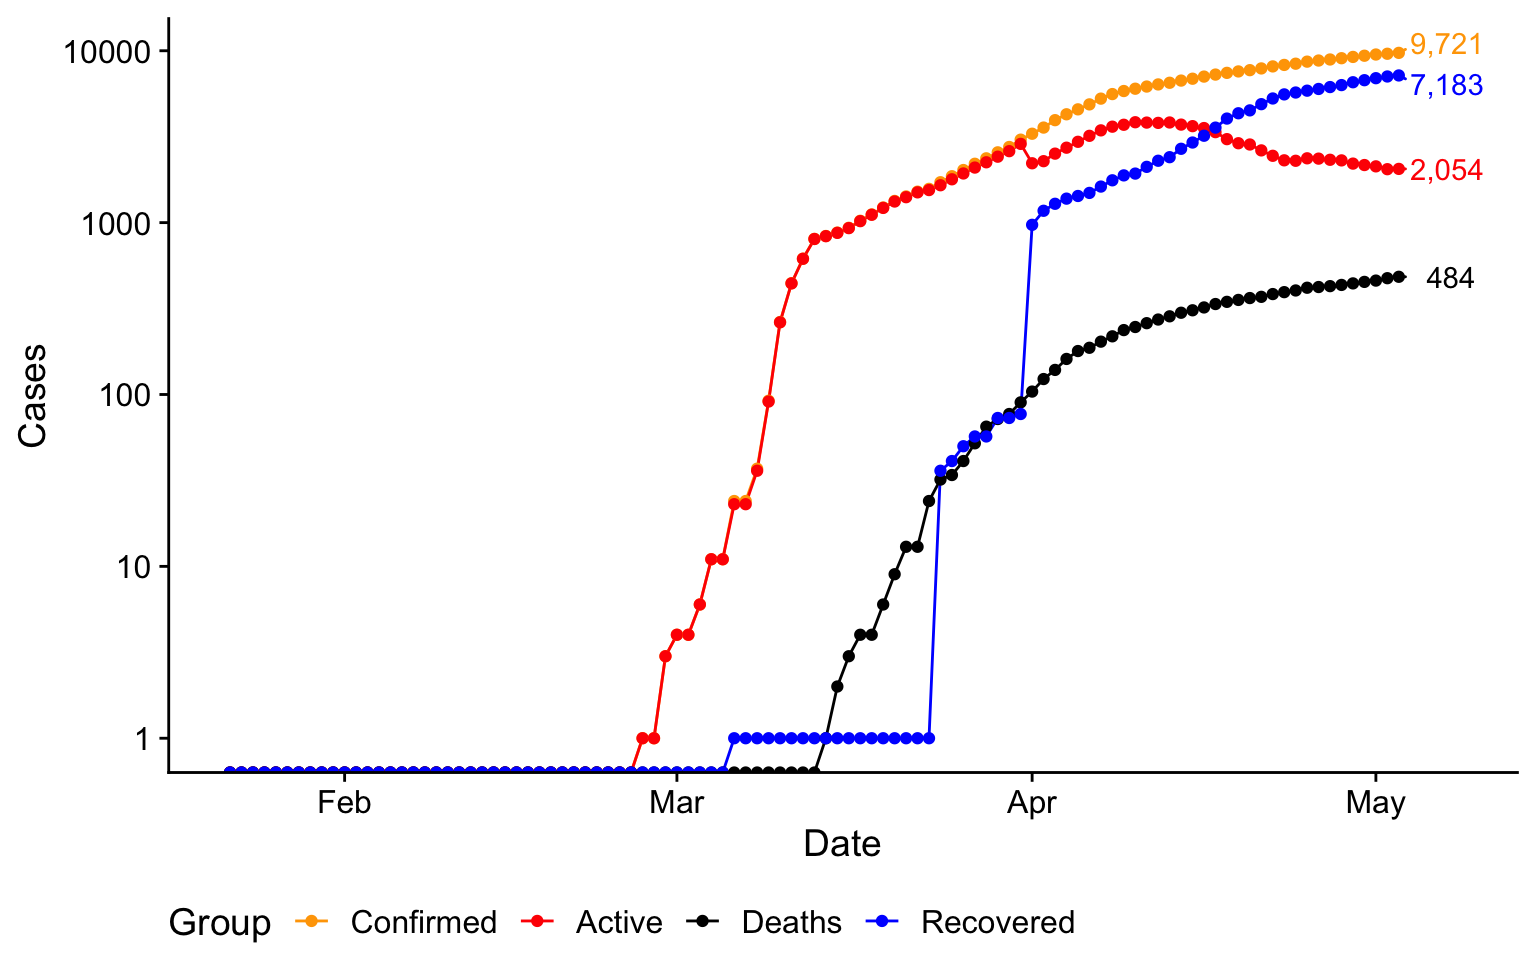 10000
1000
100
10
1
Cases
9,721
7,183
2,054
484
Feb Mar Apr May
Date
Group Confirmed Active Deaths Recovered